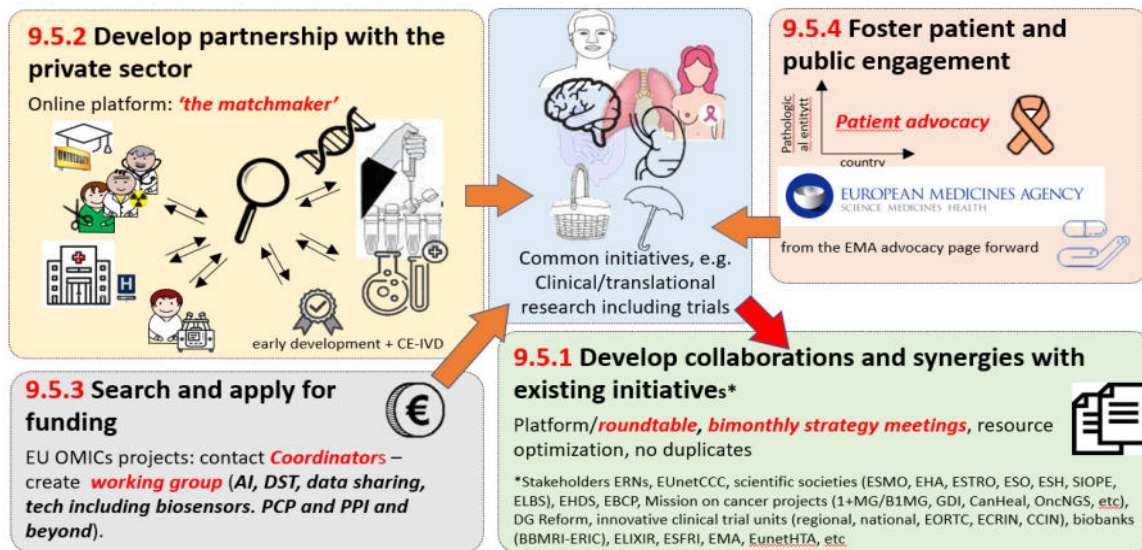 9.5.2 Develop partnership with the
private sector
Online platform: ‘the matchmaker’
UNIVERSITY
H
early development + CE-IVD
9.5.4 Foster patient and
public engagement
Pathologic
al entitytt
Patient advocacy
country
EUROPEAN MEDICINES AGENCY
SCIENCE MEDICINES HEALTH
from the EMA advocacy page forward
Common initiatives, e.g.
Clinical/translational
research including trials
9.5.3 Search and apply for
funding
€
EU OMICs projects: contact Coordinators –
create working group (AI, DST, data sharing,
tech including biosensors. PCP and PPI and
beyond).
9.5.1 Develop collaborations and synergies with
existing initiatives*
Platform/roundtable, bimonthly strategy meetings, resource
optimization, no duplicates
*Stakeholders ERNs, EUnetCCC, scientific societies (ESMO, EHA, ESTRO, ESO, ESH, SIOPE,
ELBS), EHDS, EBCP, Mission on cancer projects (1+MG/B1MG, GDI, CanHeal, OncNGS, etc),
DG Reform, innovative clinical trial units (regional, national, EORTC, ECRIN, CCIN), biobanks
(BBMRI-ERIC), ELIXIR, ESFRI, EMA, EunetHTA, etc